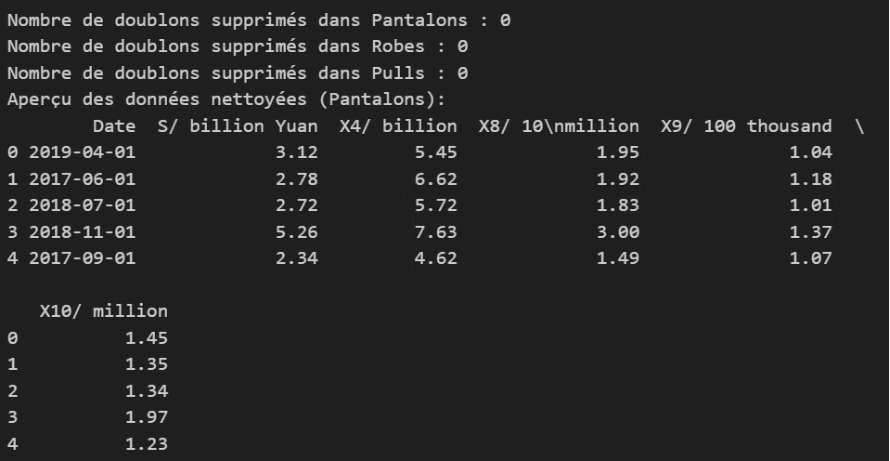 Nombre de doublons supprimés dans Pantalons : 0
Nombre de doublons supprimés dans Robes : 0
Nombre de doublons supprimés dans Pulls : 0
Aperçu des données nettoyées (Pantalons):
        Date  S/ billion Yuan  X4/ billion  X8/ 10\nmillion  X9/ 100 thousand  \
0 2019-04-01             3.12         5.45             1.95              1.04
1 2017-06-01             2.78         6.62             1.92              1.18
2 2018-07-01             2.72         5.72             1.83              1.01
3 2018-11-01             5.26         7.63             3.00              1.37
4 2017-09-01             2.34         4.62             1.49              1.07

   X10/ million
0          1.45
1          1.35
2          1.34
3          1.97
4          1.23